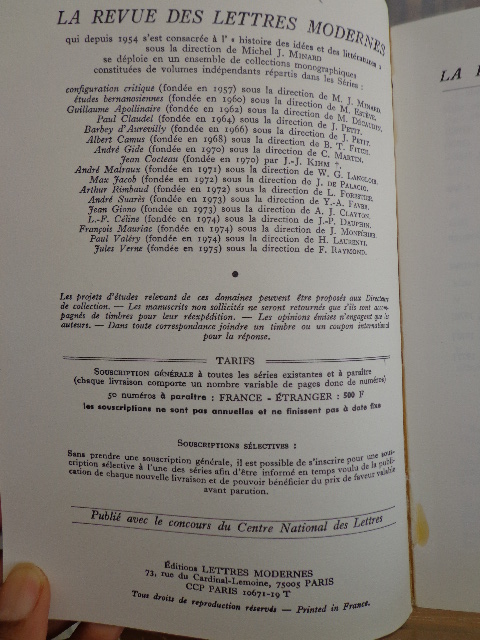 LA REVUE DES LETTRES MODERNES
qui depuis 1954 s'est consacrée à l' « histoire des idées et des littératures »
sous la direction de Michel J. MINARD
se déploie en un ensemble de collections monographiques
constituées de volumes indépendants répartis dans les Séries :
configuration critique (fondée en 1957) sous la direction de M. J. MINARD
études bernanosiennes (fondée en 1960) sous la direction de M. ESTÈVE.
Guillaume Apollinaire (fondée en 1962) sous la direction de M. DÉCAUDIN.
Paul Claudel (fondée en 1964) sous la direction de J. PETIT.
Barbey d'Aurevilly (fondée en 1966) sous la direction de J. PETIT.
Albert Camus (fondée en 1968) sous la direction de B. T. FITCH.
André Gide (fondée en 1970) sous la direction de C. MARTIN.
Jean Cocteau (fondée en 1970) par J.-J. KIHM †.
André Malraux (fondée en 1971) sous la direction de W. G. LANGLOIS.
Max Jacob (fondée en 1972) sous la direction de J. DE PALACIO.
Arthur Rimbaud (fondée en 1972) sous la direction de L. FORESTIER.
André Suarès (fondée en 1973) sous la direction de Y.-A. FAVRE.
Jean Giono (fondée en 1973) sous la direction de A. J. CLAYTON.
L.-F. Céline (fondée en 1974) sous la direction de J.-P. DAUPHIN.
François Mauriac (fondée en 1974) sous la direction de J. MONFÉRIER.
Paul Valéry (fondée en 1974) sous la direction de H. LAURENTI.
Jules Verne (fondée en 1975) sous la direction de F. RAYMOND.
•
Les projets d'études relevant de ces domaines peuvent être proposés aux Directeurs
de collection. — Les manuscrits non sollicités ne seront retournés que s'ils sont accom-
pagnés de timbres pour leur réexpédition. — Les opinions émises n'engagent que les
auteurs. — Dans toute correspondance joindre un timbre ou un coupon international
pour la réponse.
TARIFS
SOUSCRIPTION GÉNÉRALE à toutes les séries existantes et à paraître
(chaque livraison comporte un nombre variable de pages donc de numéros)
50 numéros à paraître : FRANCE - ÉTRANGER : 500 F
les souscriptions ne sont pas annuelles et ne finissent pas à date fixe
SOUSCRIPTIONS SÉLECTIVES :
Sans prendre une souscription générale, il est possible de s'inscrire pour une sous-
cription sélective à l'une des séries afin d'être informé en temps voulu de la publi-
cation de chaque nouvelle livraison et de pouvoir bénéficier du prix de faveur valable
avant parution.
Publié avec le concours du Centre National des Lettres
Éditions LETTRES MODERNES
73, rue du Cardinal-Lemoine, 75005 PARIS
CCP PARIS 10671-19 T
Tous droits de reproduction réservés — Printed in France.
LA